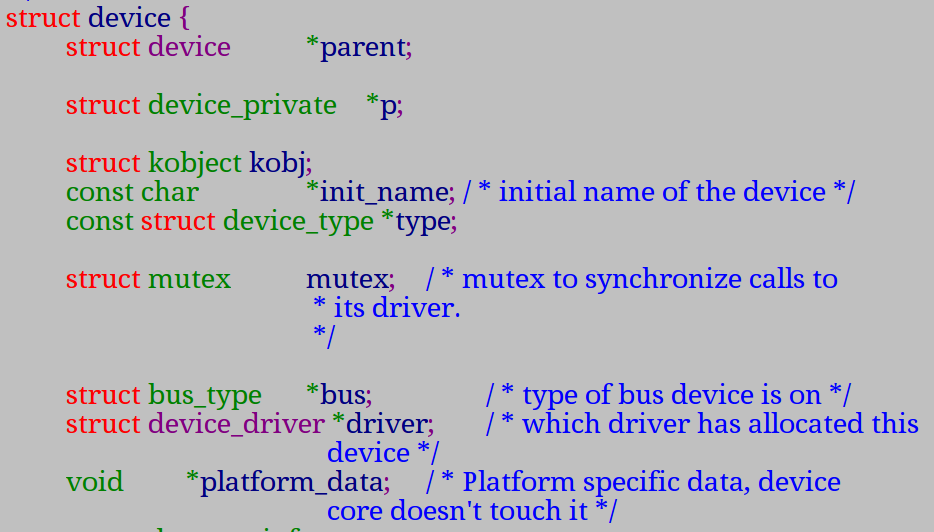 struct device {
struct device *parent;
struct device_private *p;
struct kobject kobj;
const char *init_name; / * initial name of the device */
const struct device_type *type;
struct mutex mutex; / * mutex to synchronize calls to
* its driver.
*/
struct bus_type *bus; / * type of bus device is on */
struct device_driver *driver; / * which driver has allocated this
device */
void *platform_data; / * Platform specific data, device
core doesn't touch it */